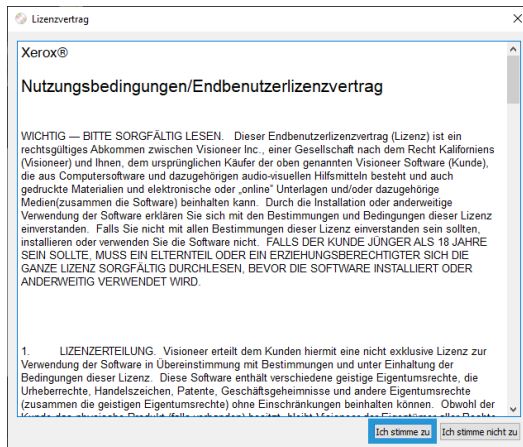 Lizenzvertrag
Xerox®
Nutzungsbedingungen/Endbenutzerlizenzvertrag
WICHTIG — BITTE SORGFÄLTIG LESEN. Dieser Endbenutzerlizenzvertrag (Lizenz) ist ein
rechtsgültiges Abkommen zwischen Visioneer Inc., einer Gesellschaft nach dem Recht Kaliforniens
(Visioneer) und Ihnen, dem ursprünglichen Käufer der oben genannten Visioneer Software (Kunde),
die aus Computersoftware und dazugehörigen audio-visuellen Hilfsmitteln besteht und auch
gedruckte Materialien und elektronische oder „online” Unterlagen und/oder dazugehörige
Medien(zusammen die Software) beinhalten kann. Durch die Installation oder anderweitige
Verwendung der Software erklären Sie sich mit den Bestimmungen und Bedingungen dieser Lizenz
einverstanden. Falls Sie nicht mit allen Bestimmungen dieser Lizenz einverstanden sein sollten,
installieren oder verwenden Sie die Software nicht. FALLS DER KUNDE JÜNGER ALS 18 JAHRE
SEIN SOLLTE, MUSS EIN ELTERNTEIL ODER EIN ERZIEHUNGSBERECHTIGTER SICH DIE
GANZE LIZENZ SORGFÄLTIG DURCHLESEN, BEVOR DIE SOFTWARE INSTALLIERT ODER
ANDERWEITIG VERWENDET WIRD.
1. LIZENZERTEILUNG. Visioneer erteilt dem Kunden hiermit eine nicht exklusive Lizenz zur
Verwendung der Software in Übereinstimmung mit Bestimmungen und unter Einhaltung der
Bedingungen dieser Lizenz. Diese Software enthält verschiedene geistige Eigentumsrechte, die
Urheberrechte, Handelszeichen, Patente, Geschäftsgeheimnisse und andere Eigentumsrechte
(zusammen die geistigen Eigentumsrechte) ohne Einschränkungen beinhalten können. Obwohl der
Ich stimme zu Ich stimme nicht zu